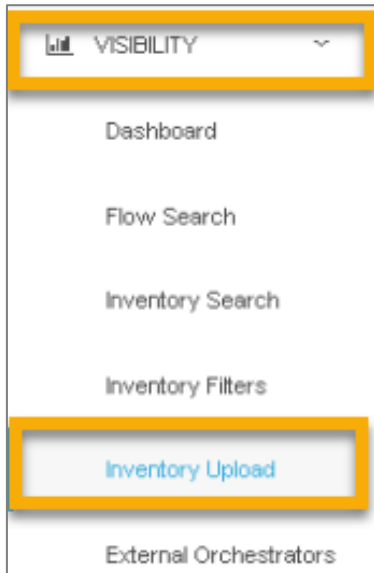 VISIBILITY
Dashboard
Flow Search
Inventory Search
Inventory Filters
Inventory Upload
External Orchestrators